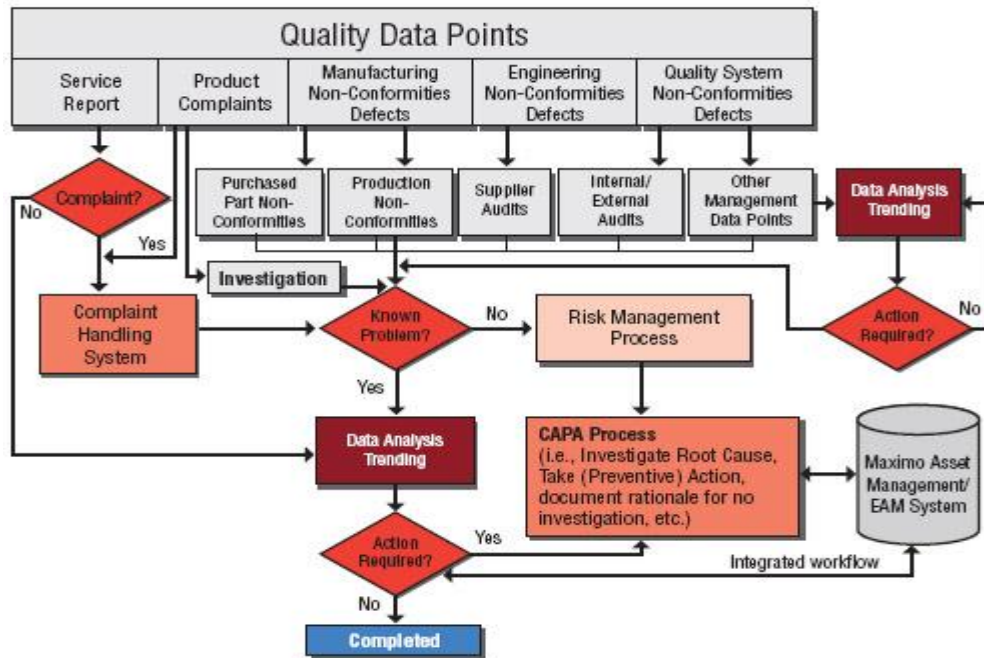 Quality Data Points
Service
Report
Product
Complaints
Manufacturing
Non-Conformities
Defects
Engineering
Non-Conformities
Defects
Quality System
Non-Conformities
Defects
Complaint?
No
Yes
Purchased
Part Non-
Conformities
Production
Non-
Conformities
Supplier
Audits
Internal/
External
Audits
Other
Management
Data Points
Data Analysis
Trending
Investigation
Complaint
Handling
System
Known
Problem?
No
Risk Management
Process
Action
Required?
No
Yes
Data Analysis
Trending
CAPA Process
(i.e., Investigate Root Cause,
Take (Preventive) Action,
document rationale for no
investigation, etc.)
Maximo Asset
Management/
EAM System
Action
Required?
Yes
Integrated workflow
No
Completed